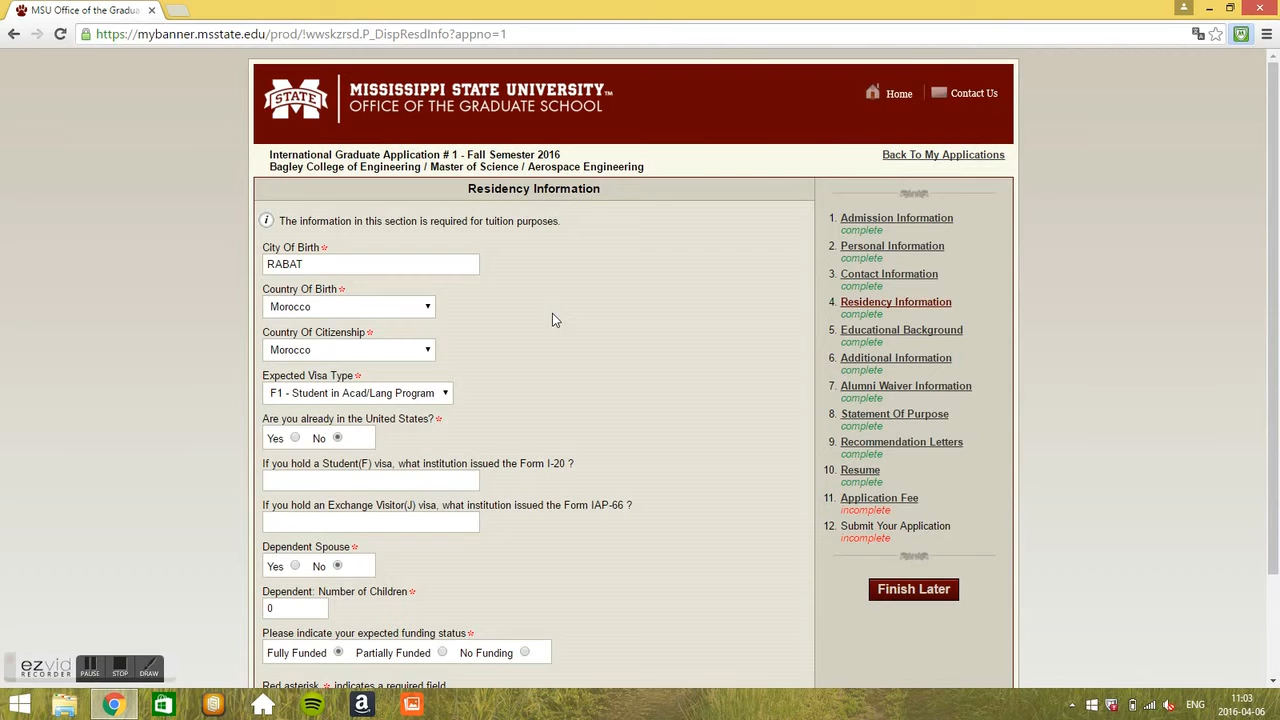 MSU Office of the Gradua
https://mybanner.msstate.edu/prod/!wwskzrsd.P_DispResdInfo?appno=1
STATE
MISSISSIPPI STATE UNIVERSITY™
OFFICE OF THE GRADUATE SCHOOL
Home
Contact Us
International Graduate Application # 1 - Fall Semester 2016
Bagley College of Engineering / Master of Science / Aerospace Engineering
Back To My Applications
Residency Information
i The information in this section is required for tuition purposes.
City Of Birth*
RABAT
Country Of Birth*
Morocco
Country Of Citizenship*
Morocco
Expected Visa Type*
F1 - Student in Acad/Lang Program
Are you already in the United States?*
Yes No
If you hold a Student(F) visa, what institution issued the Form I-20 ?
If you hold an Exchange Visitor(J) visa, what institution issued the Form IAP-66 ?
Dependent Spouse*
Yes No
Dependent: Number of Children*
0
Please indicate your expected funding status*
Fully Funded Partially Funded No Funding
Red asterisk * indicates a required field
1. Admission Information
complete
2. Personal Information
complete
3. Contact Information
complete
4. Residency Information
complete
5. Educational Background
complete
6. Additional Information
complete
7. Alumni Waiver Information
complete
8. Statement Of Purpose
complete
9. Recommendation Letters
complete
10. Resume
complete
11. Application Fee
incomplete
12. Submit Your Application
incomplete
Finish Later
ezvid
RECORDER
PAUSE
STOP
DRAW
ENG
11:03
2016-04-06